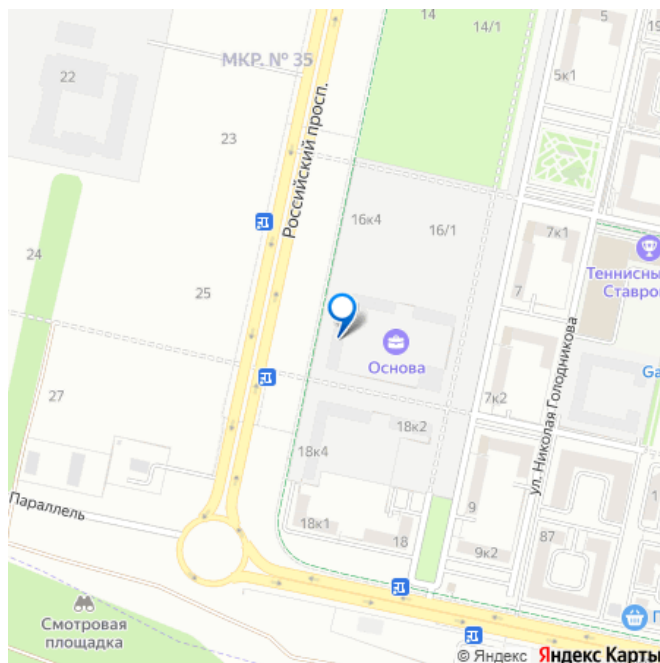 14
5
14/1
МКР. № 35
22
5к1
23
Российский просп.
16к4
16/1
7к1
24
Теннисны
Ставро
25
7
Основа
ул. Николая Голодникова
Ga
27
7к2
18к2
18к4
Параллель
18к1
18
9
87
9к2
Смотровая
площадка
П
© Яндекс Яндекс Карты